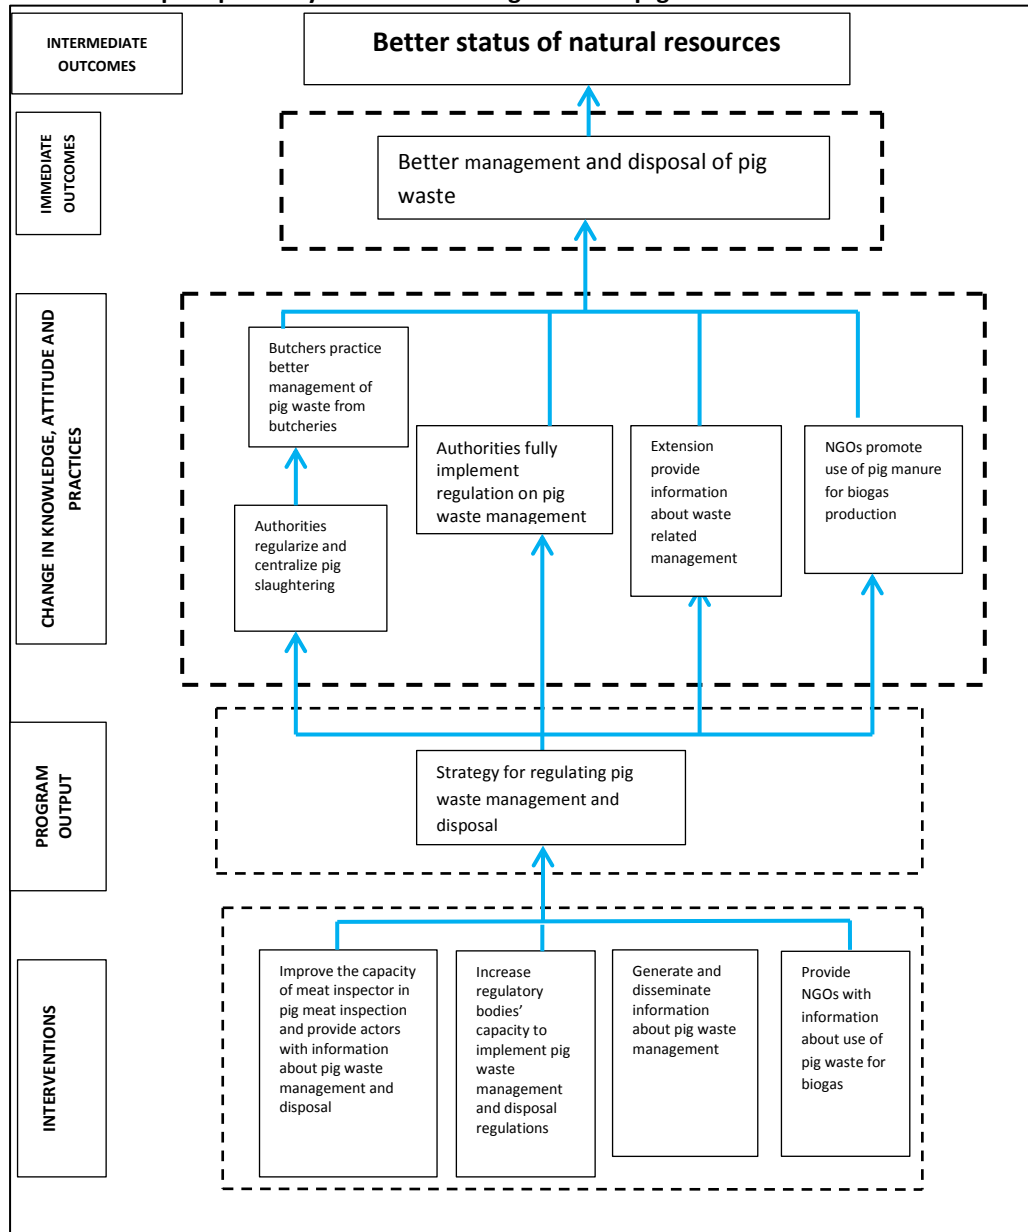 INTERMEDIATE
OUTCOMES
Better status of natural resources
IMMEDIATE
OUTCOMES
Better management and disposal of pig
waste
CHANGE IN KNOWLEDGE, ATTITUDE AND
PRACTICES
Butchers practice
better
management of
pig waste from
butcheries
Authorities fully
implement
regulation on pig
waste management
Extension
provide
information
about waste
related
management
NGOs promote
use of pig manure
for biogas
production
Authorities
regularize and
centralize pig
slaughtering
PROGRAM
OUTPUT
Strategy for regulating pig
waste management and
disposal
INTERVENTIONS
Improve the capacity
of meat inspector in
pig meat inspection
and provide actors
with information
about pig waste
management and
disposal
Increase
regulatory
bodies’
capacity to
implement pig
waste
management
and disposal
regulations
Generate and
disseminate
information
about pig waste
management
Provide
NGOs with
information
about use of
pig waste for
biogas